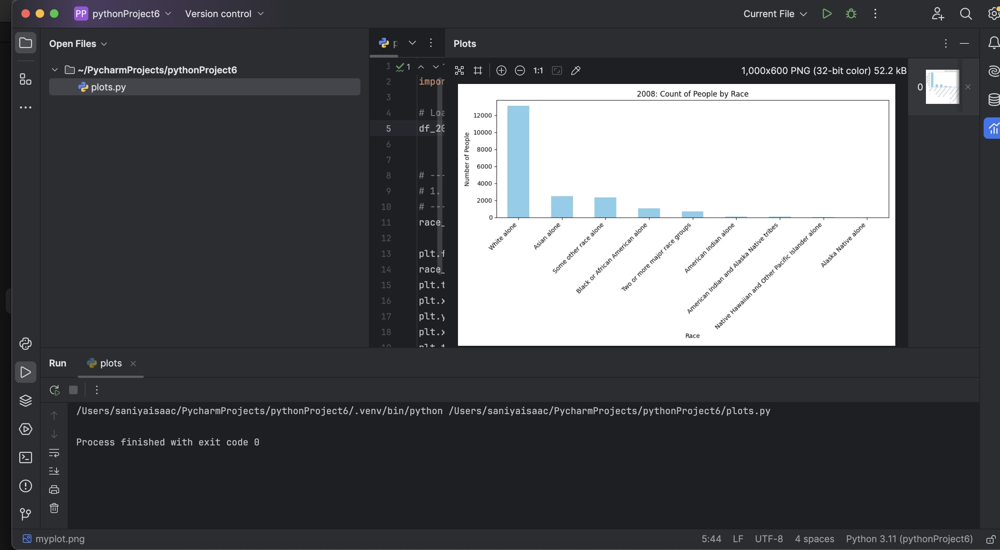 PP pythonProject6 Version control Current File
Open Files
~/PycharmProjects/pythonProject6
plots.py
p
1 1
2 impor
3
4 # Loa
5 df_20
6
7
8 # ---
9 # 1.
10 # ---
11 race_
12
13 plt.f
14 race_
15 plt.t
16 plt.x
17 plt.y
18 plt.x
19 plt.t
Plots
1:1 1,000x600 PNG (32-bit color) 52.2 kB
0
2008: Count of People by Race
Number of People
12000
10000
8000
6000
4000
2000
0
White alone
Asian alone
Some other race alone
Black or African American alone
Two or more major race groups
American Indian alone
American Indian and Alaska Native tribes
Native Hawaiian and Other Pacific Islander alone
Alaska Native alone
Race
Run plots
/Users/saniyaisaac/PycharmProjects/pythonProject6/.venv/bin/python /Users/saniyaisaac/PycharmProjects/pythonProject6/plots.py
Process finished with exit code 0
myplot.png 5:44 LF UTF-8 4 spaces Python 3.11 (pythonProject6)